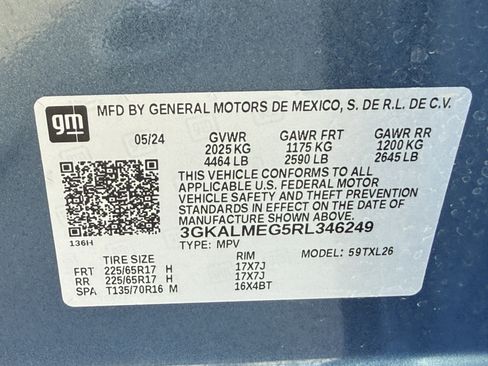 gm
MFD BY GENERAL MOTORS DE MEXICO, S. DE R.L. DE C.V.
05/24 GVWR GAWR FRT GAWR RR
2025 KG 1175 KG 1200 KG
4464 LB 2590 LB 2645 LB
THIS VEHICLE CONFORMS TO ALL
APPLICABLE U.S. FEDERAL MOTOR
VEHICLE SAFETY AND THEFT PREVENTION
STANDARDS IN EFFECT ON THE DATE OF
MANUFACTURE SHOWN ABOVE.
3GKALMEG5RL346249
136H TYPE: MPV MODEL: 59TXL26
TIRE SIZE RIM
FRT 225/65R17 H 17X7J
RR 225/65R17 H 17X7J
SPA T135/70R16 M 16X4BT